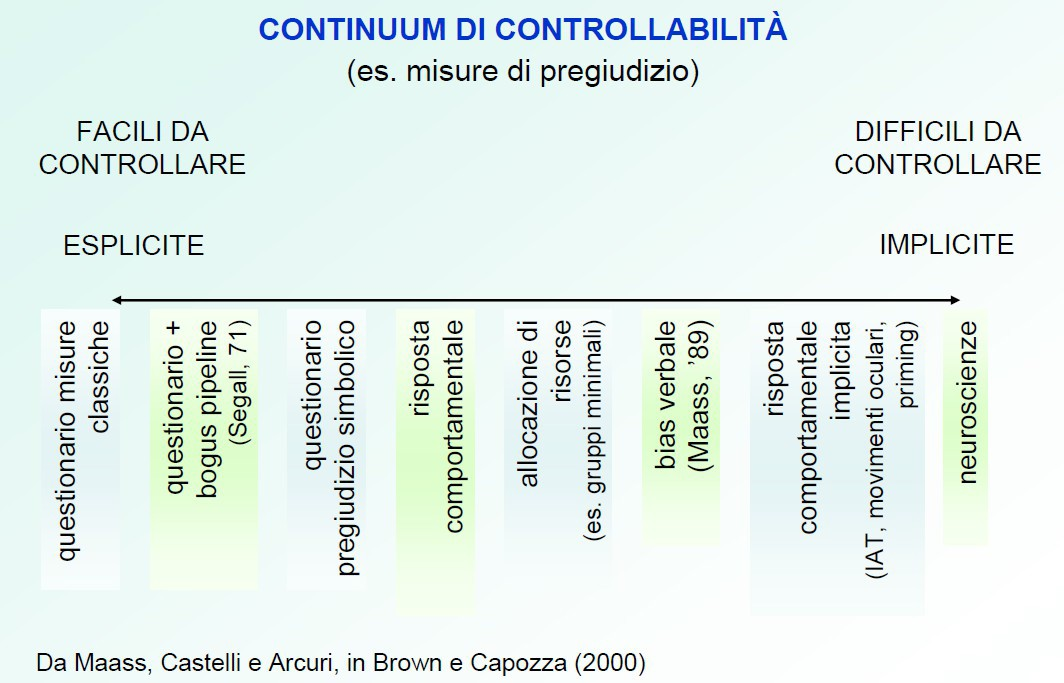 CONTINUUM DI CONTROLLABILITÀ
(es. misure di pregiudizio)
FACILI DA
CONTROLLARE
DIFFICILI DA
CONTROLLARE
ESPLICITE
IMPLICITE
questionario misure
classiche
questionario +
bogus pipeline
(Segall, 71)
questionario
pregiudizio simbolico
risposta
comportamentale
allocazione di
risorse
(es. gruppi minimali)
bias verbale
(Maass, ’89)
risposta
comportamentale
implicita
(IAT, movimenti oculari,
priming)
neuroscienze
Da Maass, Castelli e Arcuri, in Brown e Capozza (2000)